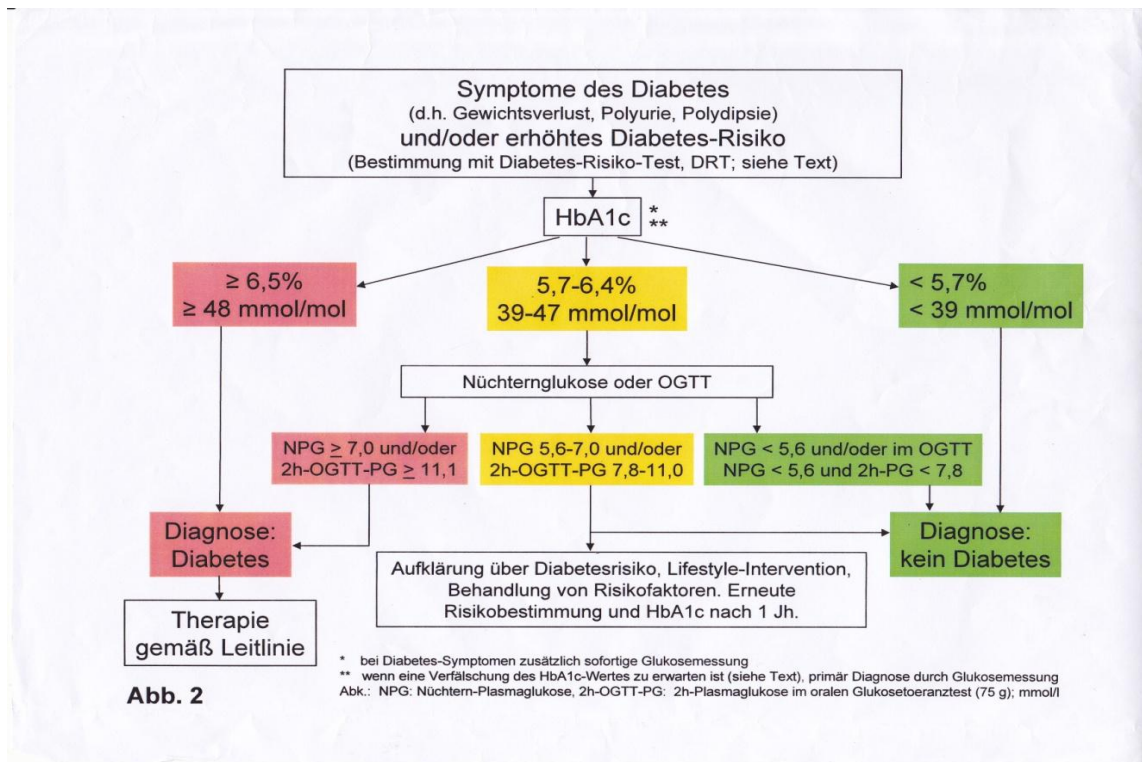 Symptome des Diabetes
(d.h. Gewichtsverlust, Polyurie, Polydipsie)
und/oder erhöhtes Diabetes-Risiko
(Bestimmung mit Diabetes-Risiko-Test, DRT; siehe Text)
HbA1c
*
**
≥ 6,5%
≥ 48 mmol/mol
5,7-6,4%
39-47 mmol/mol
< 5,7%
< 39 mmol/mol
Nüchternglukose oder OGTT
NPG ≥ 7,0 und/oder
2h-OGTT-PG ≥ 11,1
NPG 5,6-7,0 und/oder
2h-OGTT-PG 7,8-11,0
NPG < 5,6 und/oder im OGTT
NPG < 5,6 und 2h-PG < 7,8
Diagnose:
Diabetes
Diagnose:
kein Diabetes
Aufklärung über Diabetesrisiko, Lifestyle-Intervention,
Behandlung von Risikofaktoren. Erneute
Risikobestimmung und HbA1c nach 1 Jh.
Therapie
gemäß Leitlinie
* bei Diabetes-Symptomen zusätzlich sofortige Glukosemessung
** wenn eine Verfälschung des HbA1c-Wertes zu erwarten ist (siehe Text), primär Diagnose durch Glukosemessung
Abk.: NPG: Nüchtern-Plasmaglukose, 2h-OGTT-PG: 2h-Plasmaglukose im oralen Glukosetoeranztest (75 g); mmol/l
Abb. 2